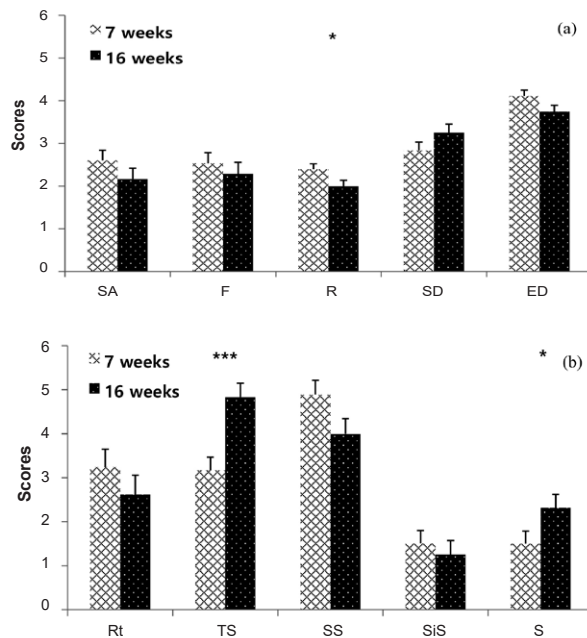 6
(a)
7 weeks
*
5
16 weeks
4
Scores
3
2
1
0
SA F R SD ED
6
7 weeks
***
*
(b)
5
16 weeks
4
Scores
3
2
1
0
Rt TS SS SiS S